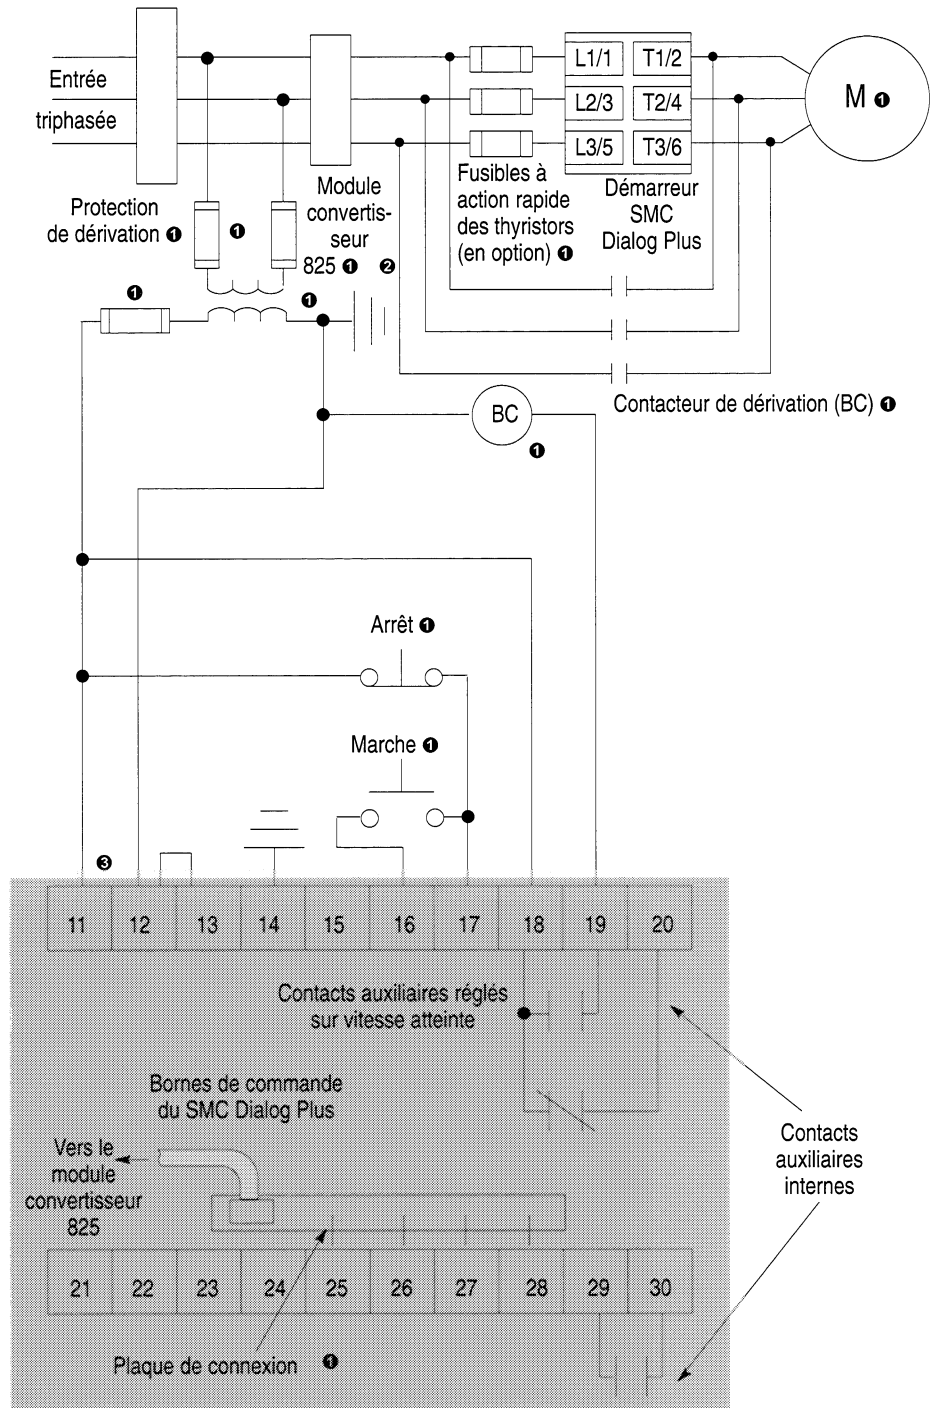 Entrée
triphasée
L1/1 T1/2
L2/3 T2/4
L3/5 T3/6
M ❶
Protection
de dérivation ❶
❶
Module
convertis-
seur
825 ❶ ❷
Fusibles à
action rapide
des thyristors
(en option) ❶
Démarreur
SMC
Dialog Plus
❶
❶
Contacteur de dérivation (BC) ❶
BC
❶
Arrêt ❶
Marche ❶
❸
11 12 13 14 15 16 17 18 19 20
Contacts auxiliaires réglés
sur vitesse atteinte
Bornes de commande
du SMC Dialog Plus
Vers le
module
convertisseur
825
Contacts
auxiliaires
internes
21 22 23 24 25 26 27 28 29 30
Plaque de connexion ❶